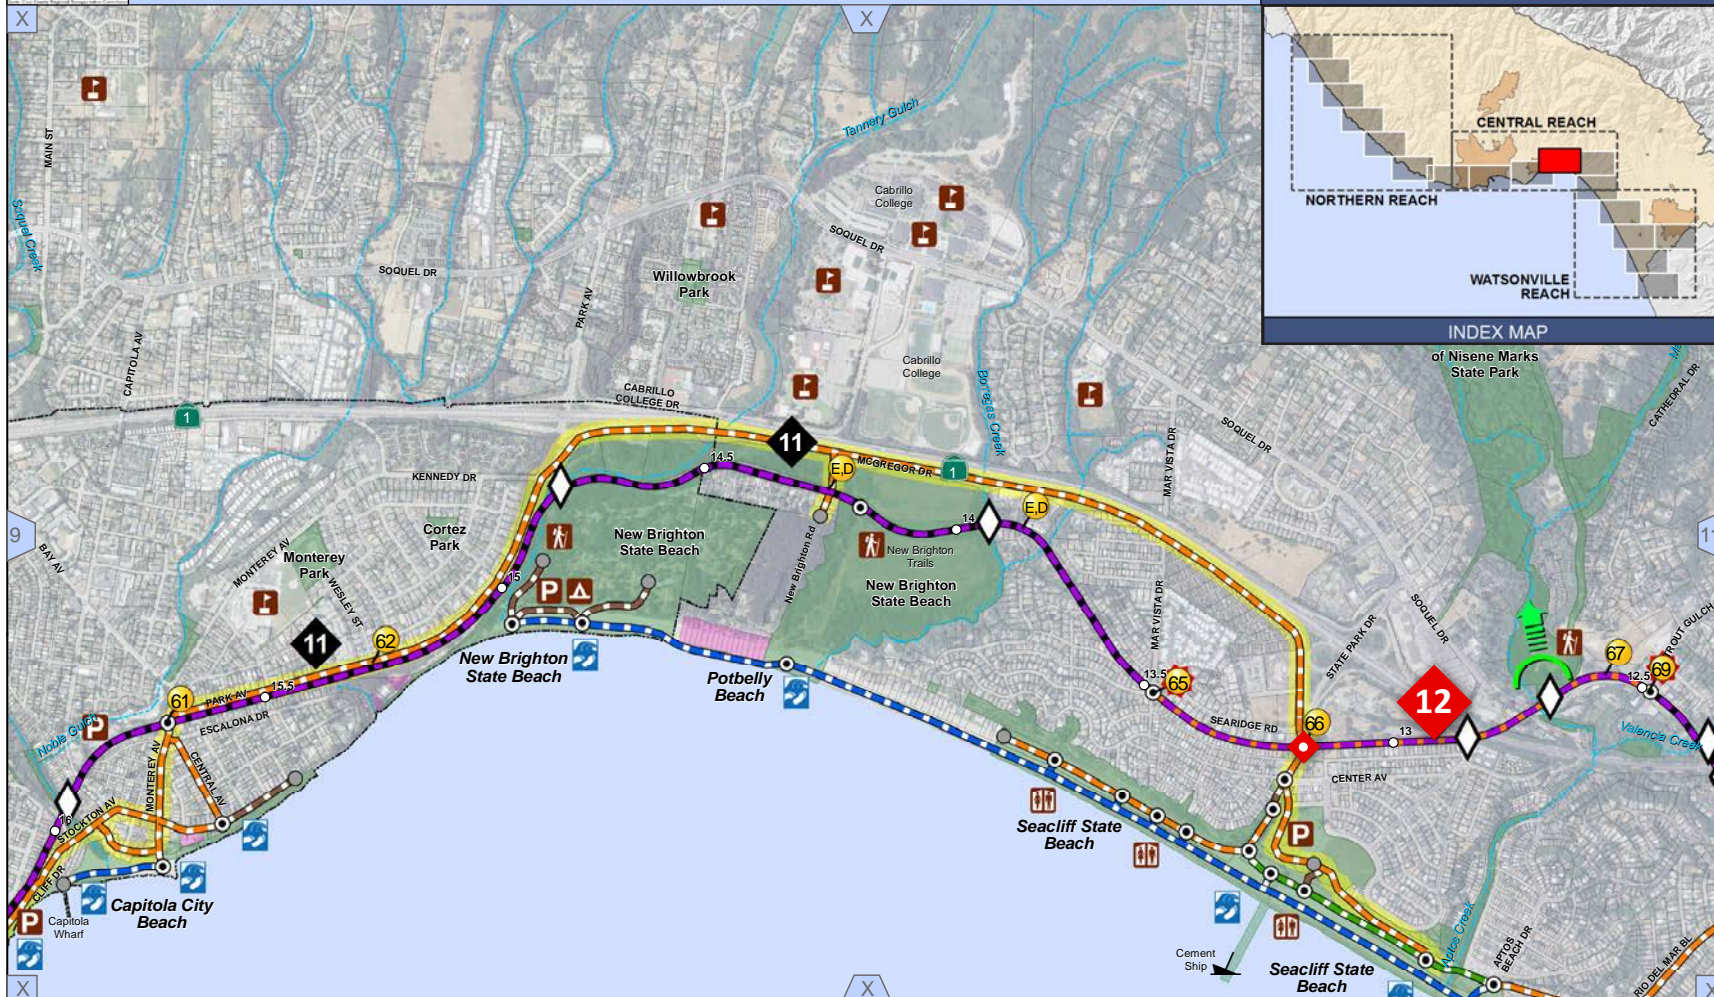 X
X
CENTRAL REACH
NORTHERN REACH
WATSONVILLE
REACH
INDEX MAP
MAIN ST
Soquel Creek
Tannery Gulch
Cabrillo
College
SOQUEL DR
SOQUEL DR
Willowbrook
Park
PARK AV
CAPITOLA AV
Cabrillo
College
CABRILLO
COLLEGE DR
Borregas Creek
of Nisene Marks
State Park
CATHEDRAL DR
SOQUEL DR
MAR VISTA DR
1
11
14.5
E,D
MCGREGOR DR
1
KENNEDY DR
E,D
14
Cortez
Park
New Brighton
State Beach
New Brighton Rd
New Brighton
Trails
New Brighton
State Beach
9
11
BAY AV
MONTEREY AV
Monterey
Park
WESLEY ST
15
P
MAR VISTA DR
STATE PARK DR
SOQUEL DR
TROUT GULCH
11
62
67
69
12.5
13.5
65
12
New Brighton
State Beach
Potbelly
Beach
61
PARK AV
15.5
ESCALONA DR
66
SEARIDGE RD
13
Valencia Creek
Noble Gulch
P
MONTEREY AV
CENTRAL AV
CENTER AV
16
STOCKTON AV
CLIFF DR
Seacliff State
Beach
P
Capitola City
Beach
P
Capitola
Wharf
Cement
Ship
Seacliff State
Beach
Aptos Creek
APTOS
BEACH DR
RIO DEL MAR BL
X
X
X